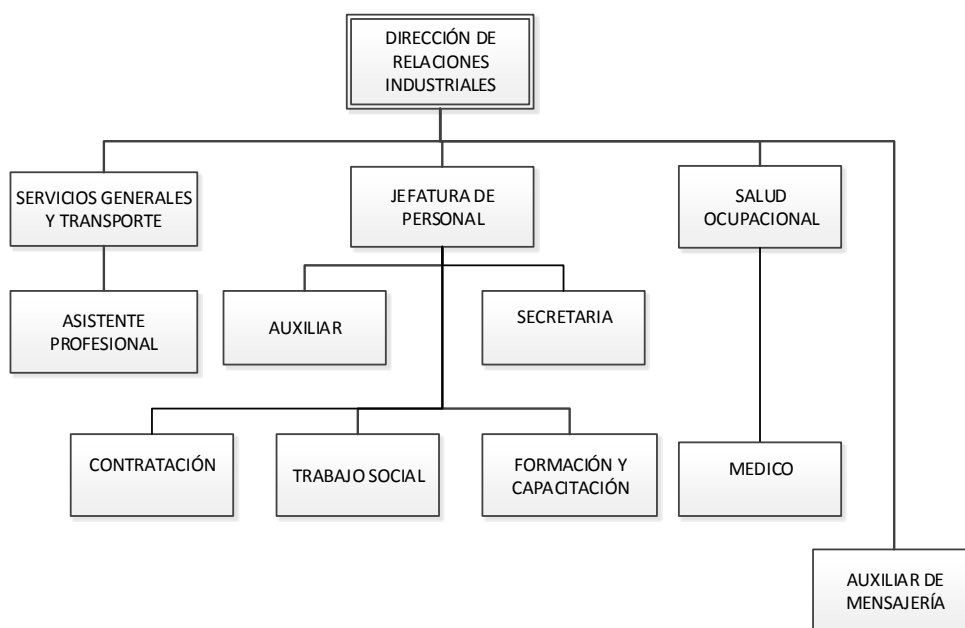 DIRECCIÓN DE
RELACIONES
INDUSTRIALES
SERVICIOS GENERALES
Y TRANSPORTE
JEFATURA DE
PERSONAL
SALUD
OCUPACIONAL
ASISTENTE
PROFESIONAL
AUXILIAR
SECRETARIA
CONTRATACIÓN
TRABAJO SOCIAL
FORMACIÓN Y
CAPACITACIÓN
MEDICO
AUXILIAR DE
MENSAJERÍA